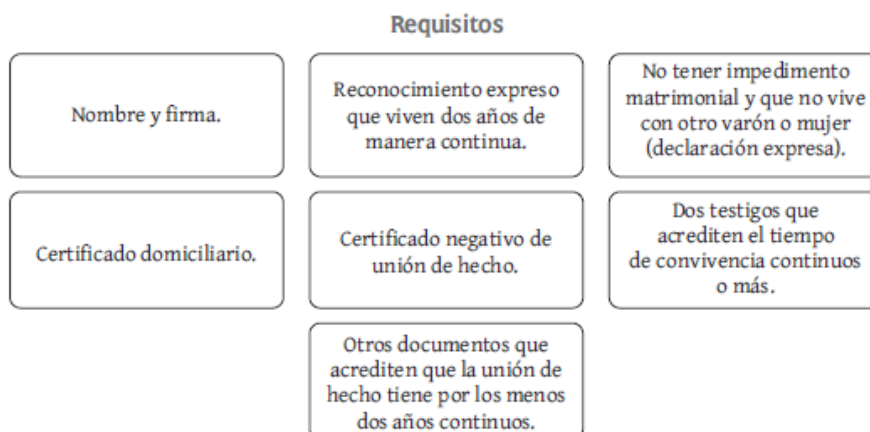 Requisitos
Nombre y firma.
Reconocimiento expreso
que viven dos años de
manera continua.
No tener impedimento
matrimonial y que no vive
con otro varón o mujer
(declaración expresa).
Certificado domiciliario.
Certificado negativo de
unión de hecho.
Dos testigos que
acrediten el tiempo
de convivencia continuos
o más.
Otros documentos que
acrediten que la unión de
hecho tiene por los menos
dos años continuos.